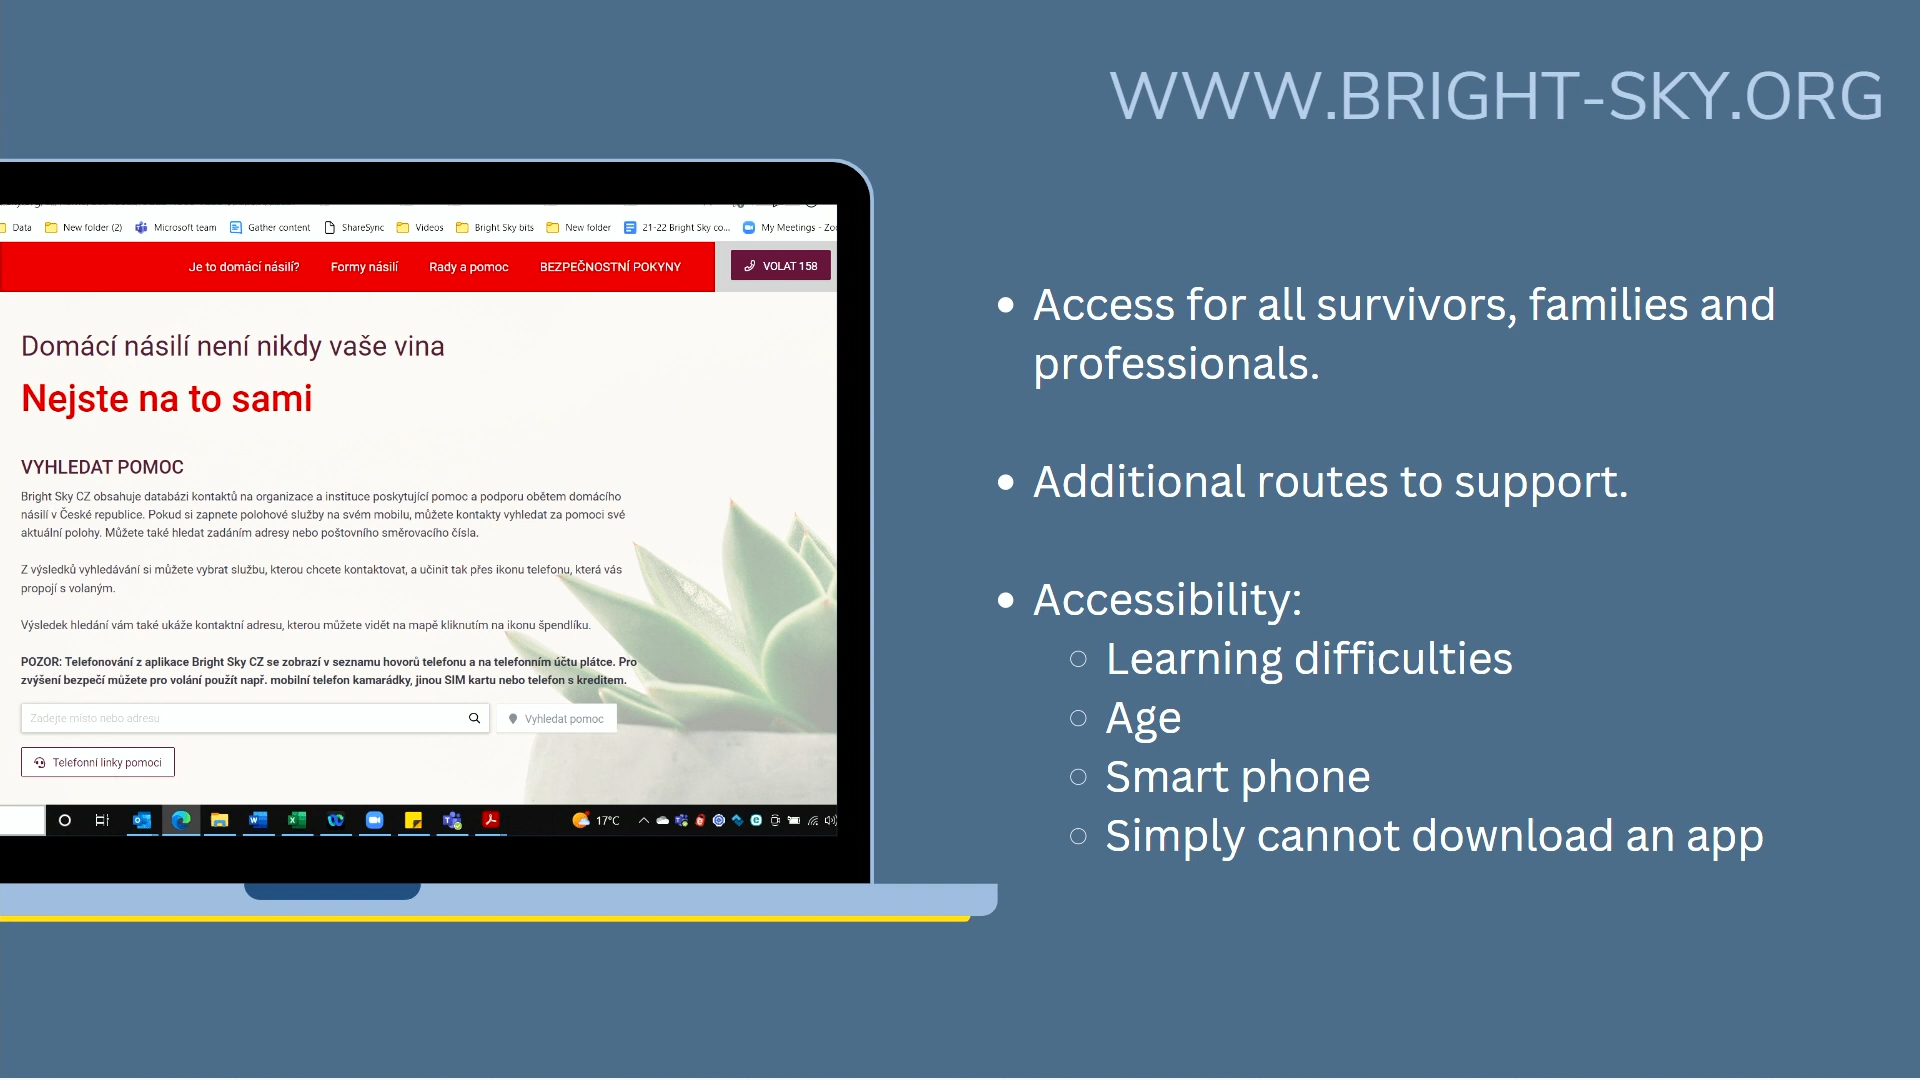 WWW.BRIGHT-SKY.ORG
Data New folder (2) Microsoft team Gather content ShareSync Videos Bright Sky bits New folder 21-22 Bright Sky co... My Meetings - Zo
Je to domácí násilí? Formy násilí Rady a pomoc BEZPEČNOSTNÍ POKYNY VOLAT 158
Domácí násilí není nikdy vaše vina
Nejste na to sami
VYHLEDAT POMOC
Bright Sky CZ obsahuje databázi kontaktů na organizace a instituce poskytující pomoc a podporu obětem domácího
násilí v České republice. Pokud si zapnete polohové služby na svém mobilu, můžete kontakty vyhledat za pomoci své
aktuální polohy. Můžete také hledat zadáním adresy nebo poštovního směrovacího čísla.
Z výsledků vyhledávání si můžete vybrat službu, kterou chcete kontaktovat, a učinit tak přes ikonu telefonu, která vás
propojí s volaným.
Výsledek hledání vám také ukáže kontaktní adresu, kterou můžete vidět na mapě kliknutím na ikonu špendlíku.
POZOR: Telefonování z aplikace Bright Sky CZ se zobrazí v seznamu hovorů telefonu a na telefonním účtu plátce. Pro
zvýšení bezpečí můžete pro volání použít např. mobilní telefon kamarádky, jinou SIM kartu nebo telefon s kreditem.
Zadejte místo nebo adresu Vyhledat pomoc
Telefonní linky pomoci
17°C
• Access for all survivors, families and
professionals.
• Additional routes to support.
• Accessibility:
○ Learning difficulties
○ Age
○ Smart phone
○ Simply cannot download an app